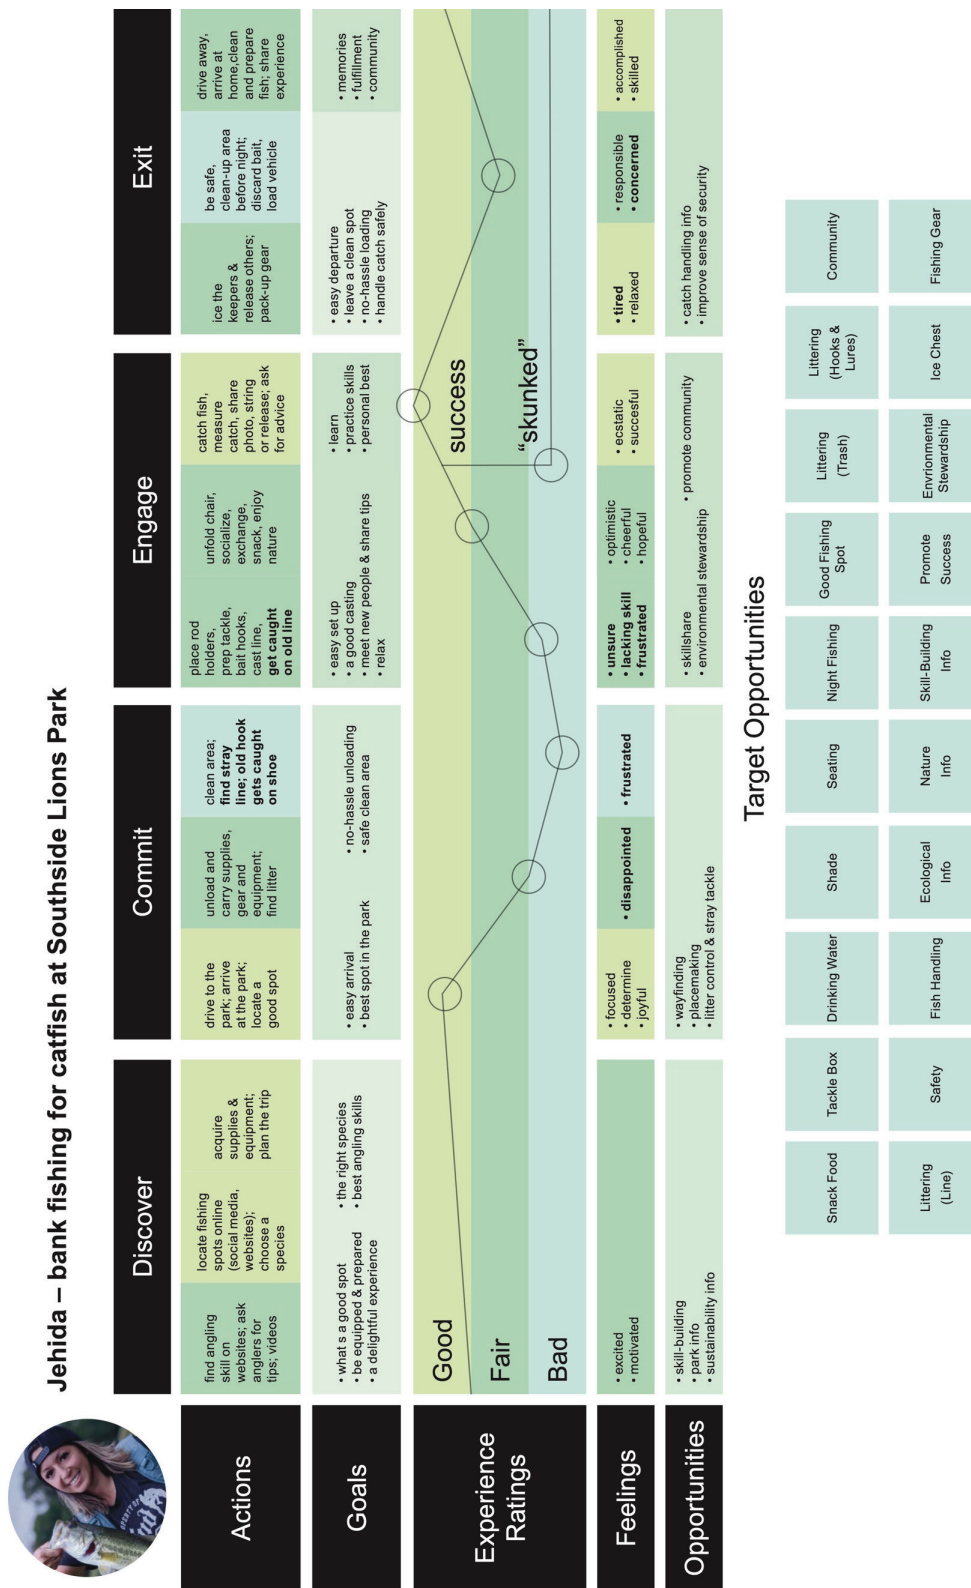 Jehida – bank fishing for catfish at Southside Lions Park
Discover
Commit
Engage
Exit
Actions
find angling
skill on
websites; ask
anglers for
tips; videos
locate fishing
spots online
(social media,
websites);
choose a
species
acquire
supplies &
equipment;
plan the trip
drive to the
park; arrive
at the park;
locate a
good spot
unload and
carry supplies,
gear and
equipment;
find litter
clean area;
find stray
line; old hook
gets caught
on shoe
place rod
holders,
prep tackle,
bait hooks,
cast line,
get caught
on old line
unfold chair,
socialize,
exchange,
snack, enjoy
nature
catch fish,
measure
catch, share
photo, string
or release; ask
for advice
ice the
keepers &
release others;
pack-up gear
be safe,
clean-up area
before night;
discard bait,
load vehicle
drive away,
arrive at
home,clean
and prepare
fish; share
experience
Goals
• what s a good spot
• be equipped & prepared
• a delightful experience
• the right species
• best angling skills
• easy arrival
• best spot in the park
• no-hassle unloading
• safe clean area
• easy set up
• a good casting
• meet new people & share tips
• relax
• learn
• practice skills
• personal best
• easy departure
• leave a clean spot
• no-hassle loading
• handle catch safely
• memories
• fulfillment
• community
Experience
Ratings
Good
Fair
Bad
success
“skunked”
Feelings
• excited
• motivated
• focused
• determine
• joyful
• disappointed
• frustrated
• unsure
• lacking skill
• frustrated
• optimistic
• cheerful
• hopeful
• ecstatic
• succesful
• tired
• relaxed
• responsible
• concerned
• accomplished
• skilled
Opportunities
• skill-building
• park info
• sustainability info
• wayfinding
• placemaking
• litter control & stray tackle
• skillshare
• environmental stewardship
• promote community
• catch handling info
• improve sense of security
Target Opportunities
Snack Food
Tackle Box
Drinking Water
Shade
Seating
Night Fishing
Good Fishing
Spot
Littering
(Trash)
Littering
(Hooks &
Lures)
Community
Littering
(Line)
Safety
Fish Handling
Ecological
Info
Nature
Info
Skill-Building
Info
Promote
Success
Envrionmental
Stewardship
Ice Chest
Fishing Gear